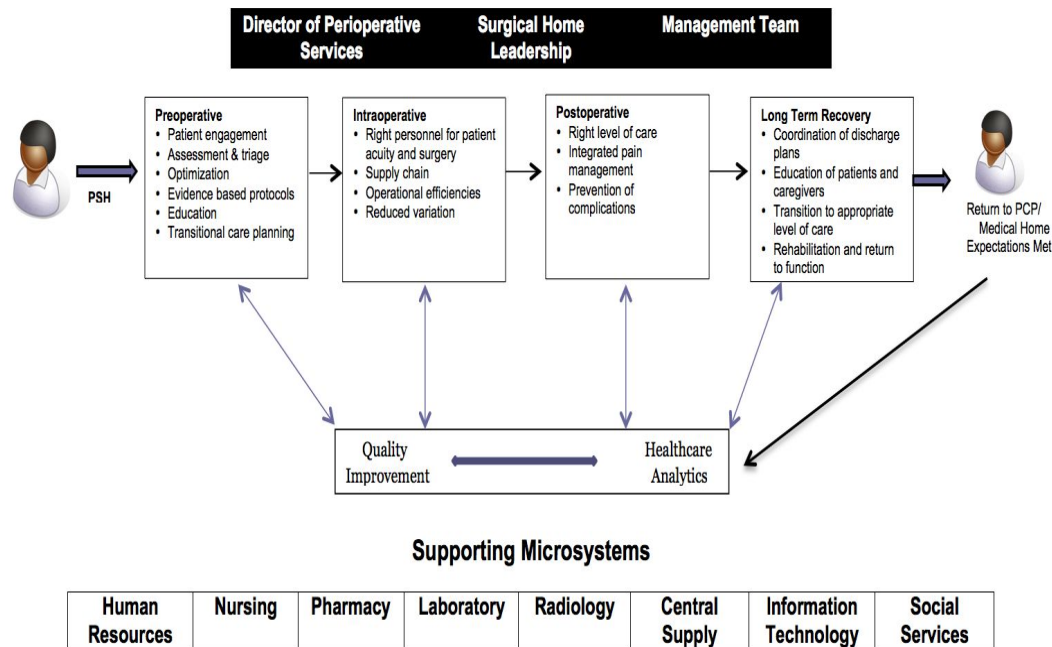 Director of Perioperative
Services
Surgical Home
Leadership
Management Team
PSH
Preoperative
• Patient engagement
• Assessment & triage
• Optimization
• Evidence based protocols
• Education
• Transitional care planning
Intraoperative
• Right personnel for patient
acuity and surgery
• Supply chain
• Operational efficiencies
• Reduced variation
Postoperative
• Right level of care
• Integrated pain
management
• Prevention of
complications
Long Term Recovery
• Coordination of discharge
plans
• Education of patients and
caregivers
• Transition to appropriate
level of care
• Rehabilitation and return
to function
Return to PCP/
Medical Home
Expectations Met
Quality
Improvement
Healthcare
Analytics
Supporting Microsystems
Human
Resources
Nursing
Pharmacy
Laboratory
Radiology
Central
Supply
Information
Technology
Social
Services